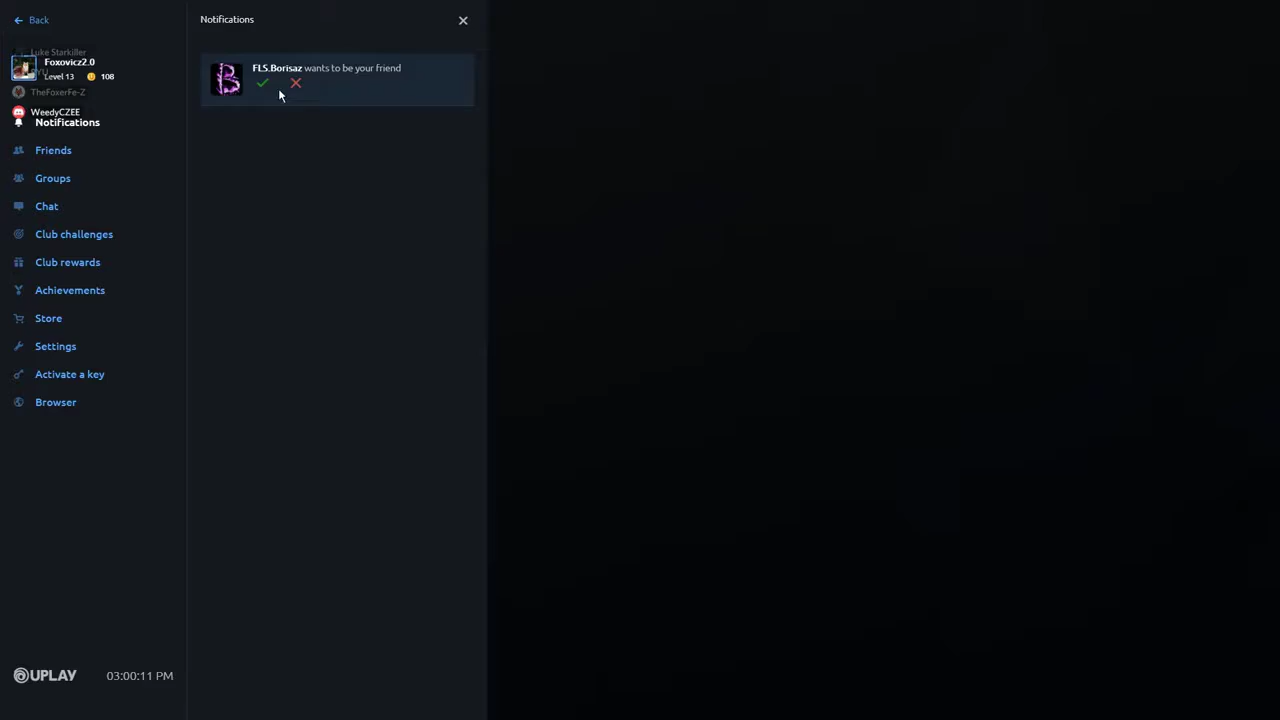 Back
Notifications
Luke Starkiller
Foxovicz2.0
Level 13
108
TheFoxerFe-Z
WeedyCZEE
Notifications
FLS.Borisaz wants to be your friend
Friends
Groups
Chat
Club challenges
Club rewards
Achievements
Store
Settings
Activate a key
Browser
UPLAY
03:00:11 PM